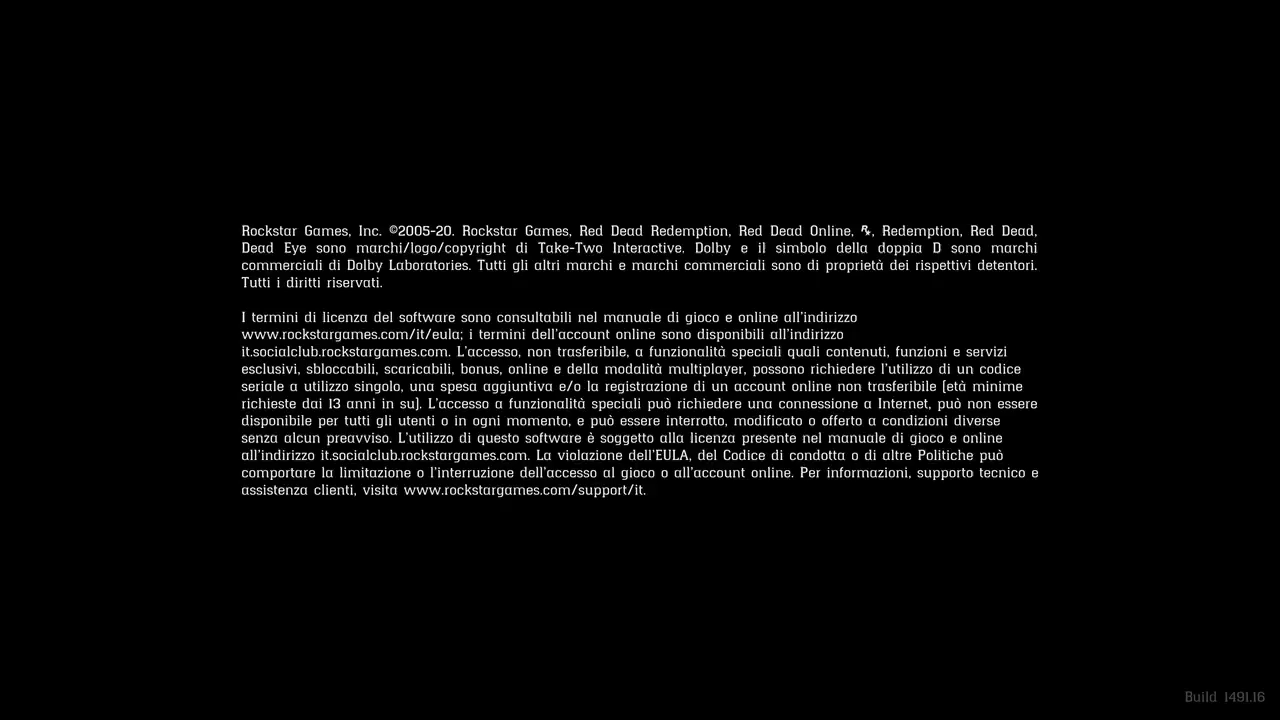 Rockstar Games, Inc. ©2005-20. Rockstar Games, Red Dead Redemption, Red Dead Online, R*, Redemption, Red Dead,
Dead Eye sono marchi/logo/copyright di Take-Two Interactive. Dolby e il simbolo della doppia D sono marchi
commerciali di Dolby Laboratories. Tutti gli altri marchi e marchi commerciali sono di proprietà dei rispettivi detentori.
Tutti i diritti riservati.
I termini di licenza del software sono consultabili nel manuale di gioco e online all'indirizzo
www.rockstargames.com/it/eula; i termini dell'account online sono disponibili all'indirizzo
it.socialclub.rockstargames.com. L'accesso, non trasferibile, a funzionalità speciali quali contenuti, funzioni e servizi
esclusivi, sbloccabili, scaricabili, bonus, online e della modalità multiplayer, possono richiedere l'utilizzo di un codice
seriale a utilizzo singolo, una spesa aggiuntiva e/o la registrazione di un account online non trasferibile (età minime
richieste dai 13 anni in su). L'accesso a funzionalità speciali può richiedere una connessione a Internet, può non essere
disponibile per tutti gli utenti o in ogni momento, e può essere interrotto, modificato o offerto a condizioni diverse
senza alcun preavviso. L'utilizzo di questo software è soggetto alla licenza presente nel manuale di gioco e online
all'indirizzo it.socialclub.rockstargames.com. La violazione dell'EULA, del Codice di condotta o di altre Politiche può
comportare la limitazione o l'interruzione dell'accesso al gioco o all'account online. Per informazioni, supporto tecnico e
assistenza clienti, visita www.rockstargames.com/support/it.
Build 1491.16